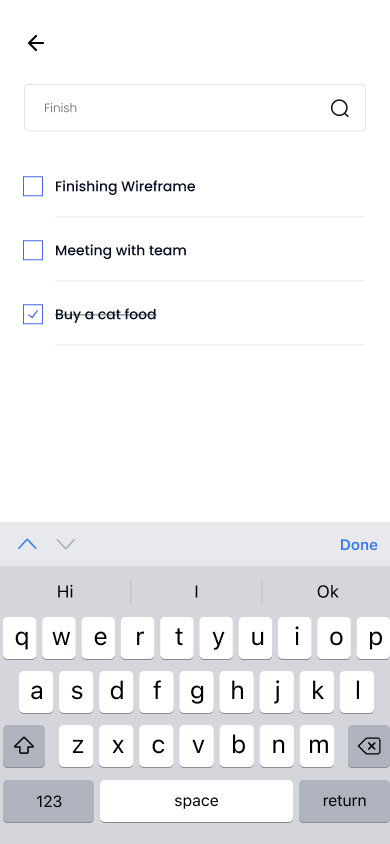 Finish
Finishing Wireframe
Meeting with team
Buy a cat food
Done
Hi I Ok
q w e r t y u i o p
a s d f g h j k l
z x c v b n m
123 space return